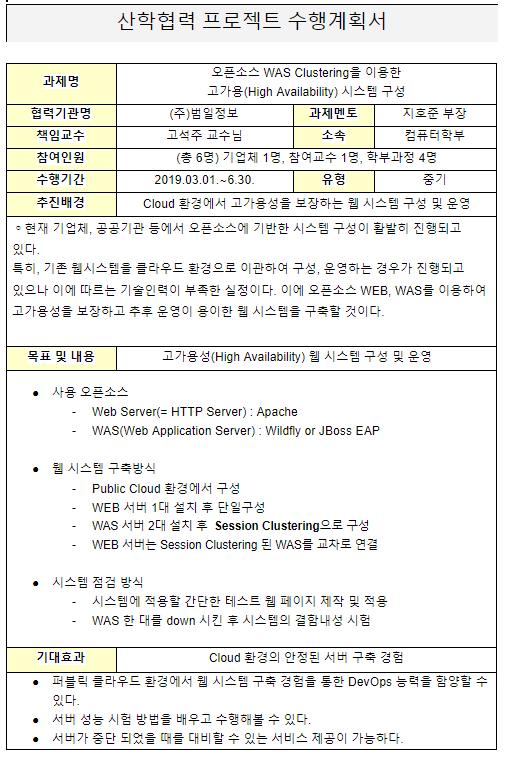 산학협력 프로젝트 수행계획서
과제명
오픈소스 WAS Clustering을 이용한
고가용(High Availability) 시스템 구성
협력기관명 (주)범일정보 과제멘토 지호준 부장
책임교수 고석주 교수님 소속 컴퓨터학부
참여인원 (총 6명) 기업체 1명, 참여교수 1명, 학부과정 4명
수행기간 2019.03.01.~6.30. 유형 중기
추진배경 Cloud 환경에서 고가용성을 보장하는 웹 시스템 구성 및 운영
◦현재 기업체, 공공기관 등에서 오픈소스에 기반한 시스템 구성이 활발히 진행되고
있다.
특히, 기존 웹시스템을 클라우드 환경으로 이관하여 구성, 운영하는 경우가 진행되고
있으나 이에 따르는 기술인력이 부족한 실정이다. 이에 오픈소스 WEB, WAS를 이용하여
고가용성을 보장하고 추후 운영이 용이한 웹 시스템을 구축할 것이다.
목표 및 내용 고가용성(High Availability) 웹 시스템 구성 및 운영
● 사용 오픈소스
- Web Server(= HTTP Server) : Apache
- WAS(Web Application Server) : Wildfly or JBoss EAP
● 웹 시스템 구축방식
- Public Cloud 환경에서 구성
- WEB 서버 1대 설치 후 단일구성
- WAS 서버 2대 설치 후 Session Clustering으로 구성
- WEB 서버는 Session Clustering 된 WAS를 교차로 연결
● 시스템 점검 방식
- 시스템에 적용할 간단한 테스트 웹 페이지 제작 및 적용
- WAS 한 대를 down 시킨 후 시스템의 결함내성 시험
기대효과 Cloud 환경의 안정된 서버 구축 경험
● 퍼블릭 클라우드 환경에서 웹 시스템 구축 경험을 통한 DevOps 능력을 함양할 수
있다.
● 서버 성능 시험 방법을 배우고 수행해볼 수 있다.
● 서버가 중단 되었을 때를 대비할 수 있는 서비스 제공이 가능하다.